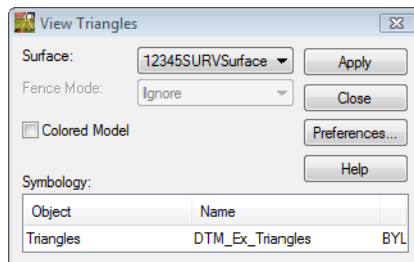 View Triangles
Surface: 12345SURVSurface Apply
Fence Mode: Ignore Close
Colored Model Preferences...
Help
Symbology:
Object Name
Triangles DTM_Ex_Triangles BYL